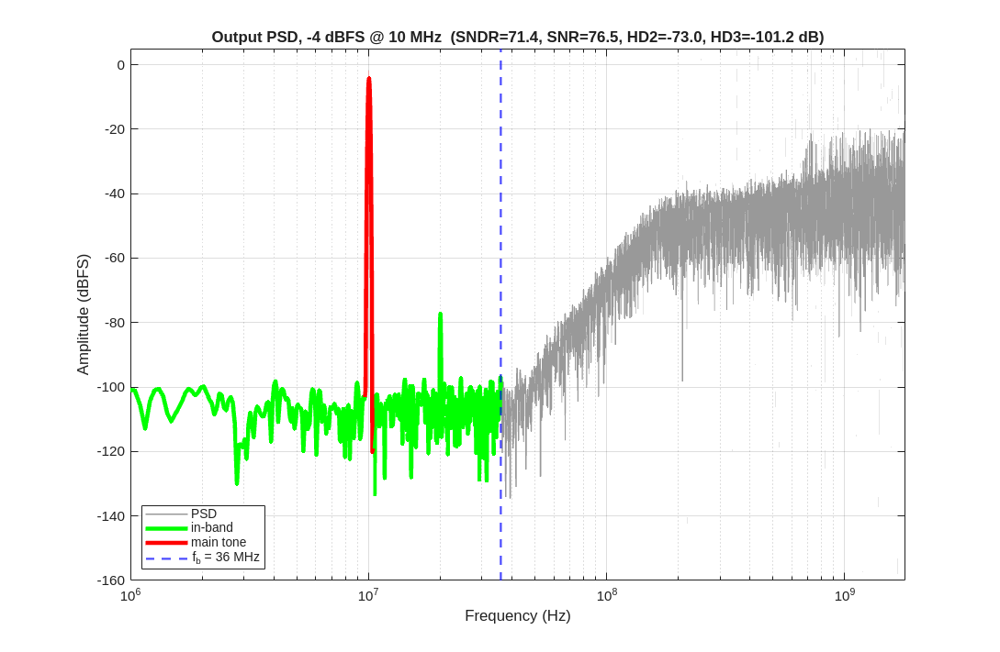 Output PSD, -4 dBFS @ 10 MHz  (SNDR=71.4, SNR=76.5, HD2=-73.0, HD3=-101.2 dB)
0
-20
-40
-60
-80
-100
-120
-140
-160
Amplitude (dBFS)
PSD
in-band
main tone
f_b = 36 MHz
10^6
10^7
10^8
10^9
Frequency (Hz)